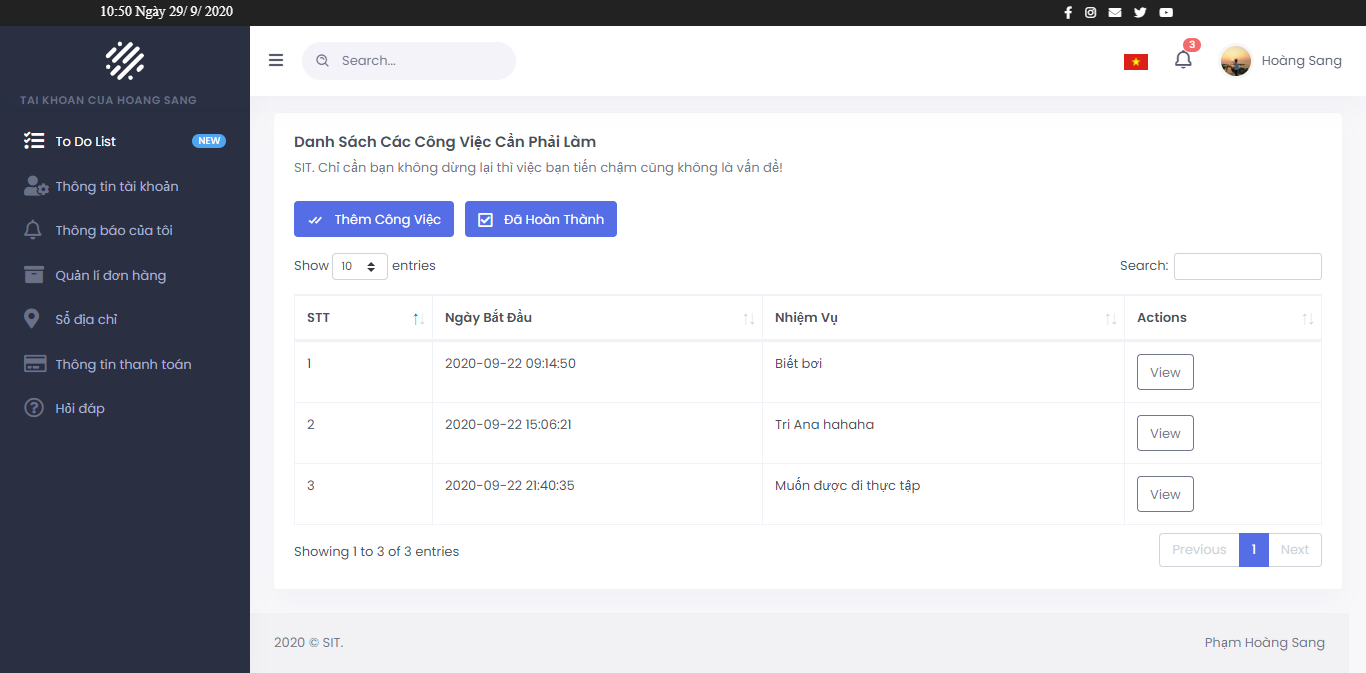 10:50 Ngày 29/ 9/ 2020
TAI KHOAN CUA HOANG SANG
To Do List NEW
Thông tin tài khoản
Thông báo của tôi
Quản lí đơn hàng
Sổ địa chỉ
Thông tin thanh toán
Hỏi đáp
Search...
3
Hoàng Sang
Danh Sách Các Công Việc Cần Phải Làm
SIT. Chỉ cần bạn không dừng lại thì việc bạn tiến chậm cũng không là vấn đề!
Thêm Công Việc Đã Hoàn Thành
Show 10 entries Search:
STT Ngày Bắt Đầu Nhiệm Vụ Actions
1 2020-09-22 09:14:50 Biết bơi View
2 2020-09-22 15:06:21 Trí Ana hahaha View
3 2020-09-22 21:40:35 Muốn được đi thực tập View
Showing 1 to 3 of 3 entries Previous 1 Next
2020 © SIT. Phạm Hoàng Sang